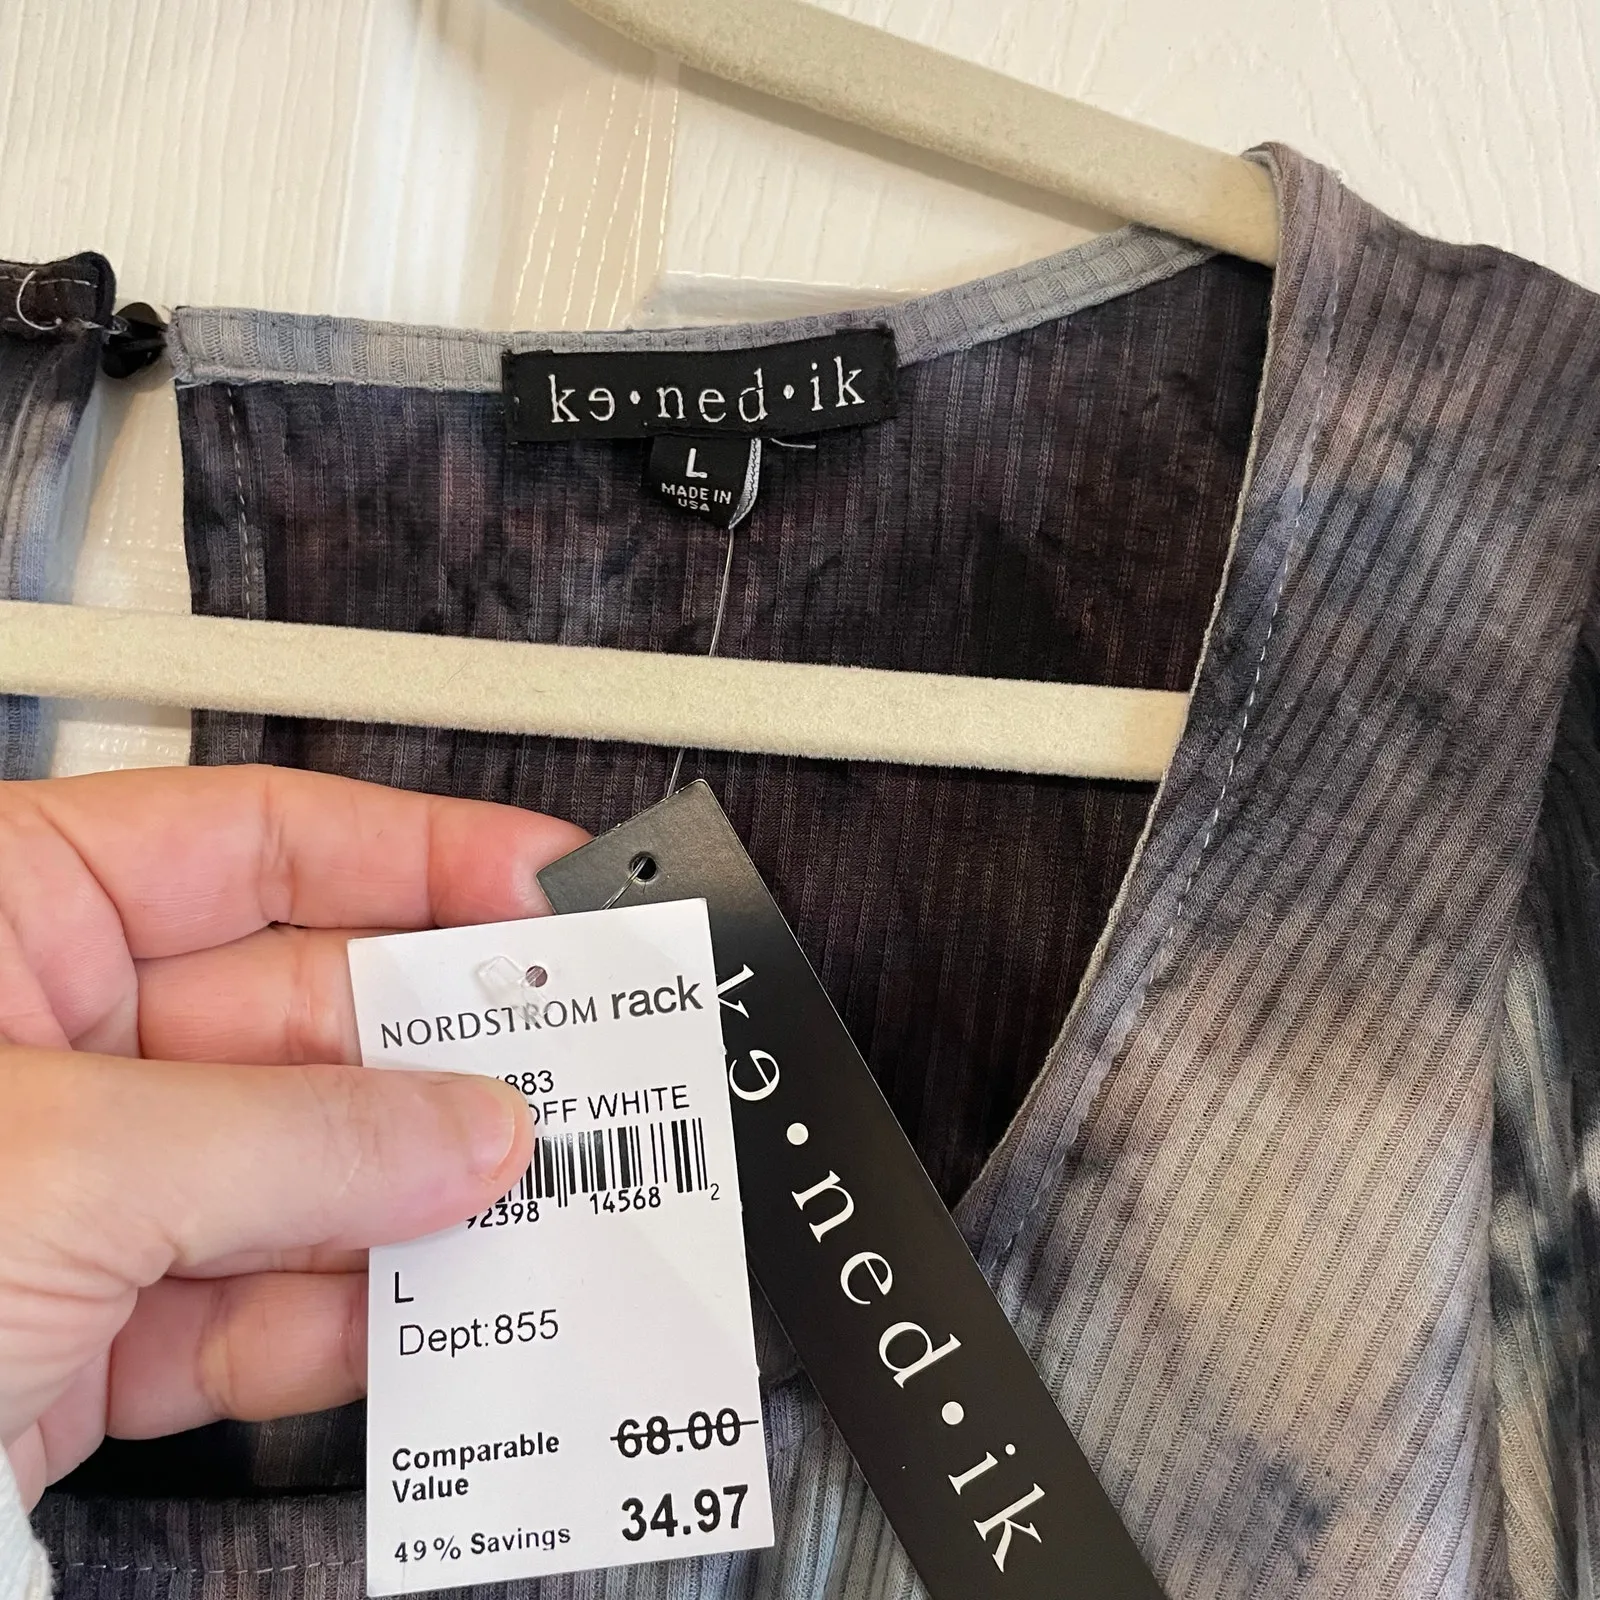 ke•ned•ik
L
MADE IN
USA
NORDSTROM rack
883
OFF WHITE
92398 14568 2
L
Dept:855
Comparable 68.00
Value
49% Savings 34.97
ke•ned•ik